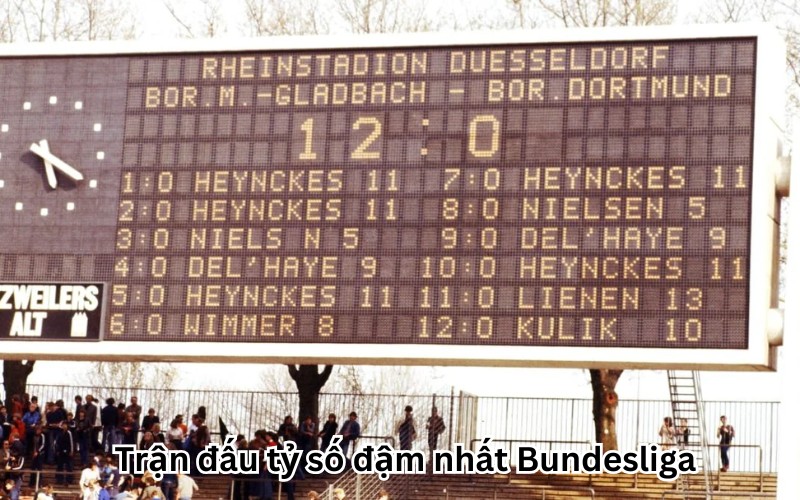 RHEINSTADION DUESSELDORF
BOR.M.-GLADBACH - BOR.DORTMUND
12:0
1:0 HEYNCKES 11 7:0 HEYNCKES 11
2:0 HEYNCKES 11 8:0 NIELSEN 5
3:0 NIELS N 5 9:0 DEL'HAYE 9
4:0 DEL'HAYE 9 10:0 HEYNCKES 11
5:0 HEYNCKES 11 11:0 LIENEN 13
6:0 WIMMER 8 12:0 KULIK 10
ZWEILERS
ALT
Trận đấu tỷ số đậm nhất Bundesliga